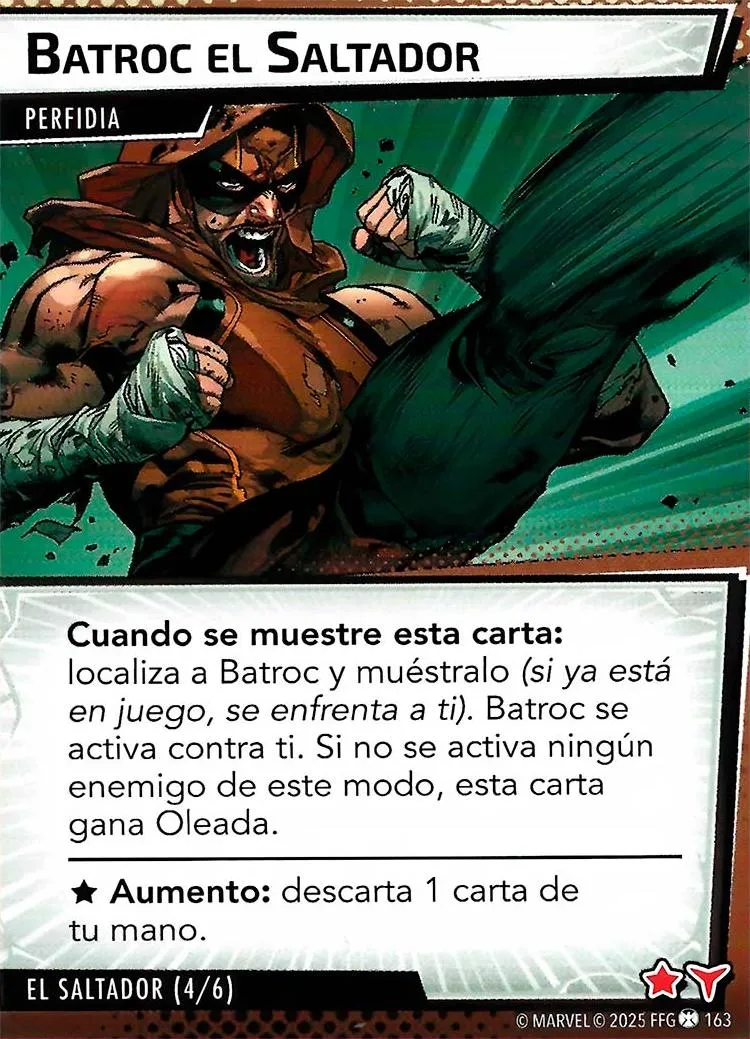 BATROC EL SALTADOR
PERFIDIA
Cuando se muestre esta carta:
localiza a Batroc y muéstralo (si ya está
en juego, se enfrenta a ti). Batroc se
activa contra ti. Si no se activa ningún
enemigo de este modo, esta carta
gana Oleada.
★ Aumento: descarta 1 carta de
tu mano.
EL SALTADOR (4/6)
© MARVEL © 2025 FFG 163